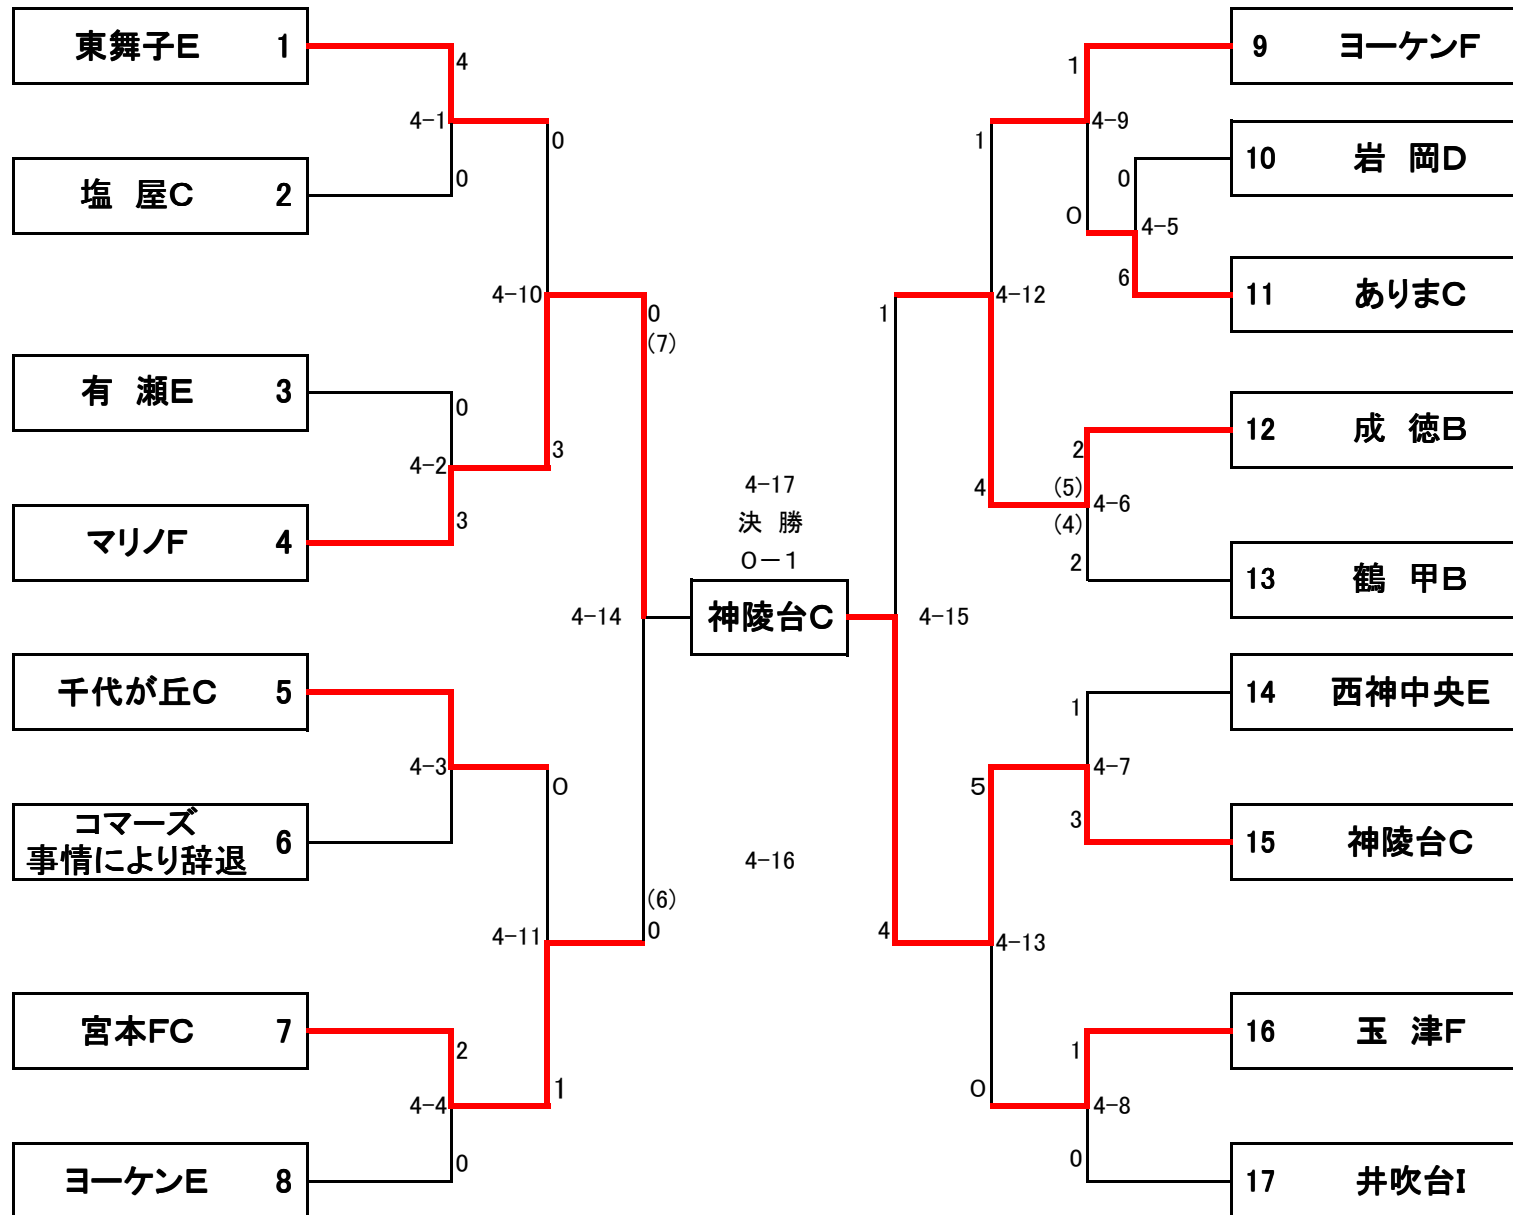 東舞子E 1
4
4-1
0
0
塩 屋C 2
4-10
0
(7)
有 瀬E 3
0
4-2
3
3
マリノF 4
4-14
千代が丘C 5
4-3
0
コマーズ
事情により辞退 6
(6)
0
4-11
宮本FC 7
2
1
4-4
0
ヨーケンE 8
4-17
決 勝
0-1
神陵台C
4-16
9 ヨーケンF
1
4-9
1
10 岩 岡D
0
4-5
0
6
11 ありまC
4-12
1
12 成 徳B
2
4
(5)
4-6
(4)
2
13 鶴 甲B
4-15
14 西神中央E
1
4-7
5
3
15 神陵台C
4
4-13
16 玉 津F
1
0
4-8
0
17 井吹台I